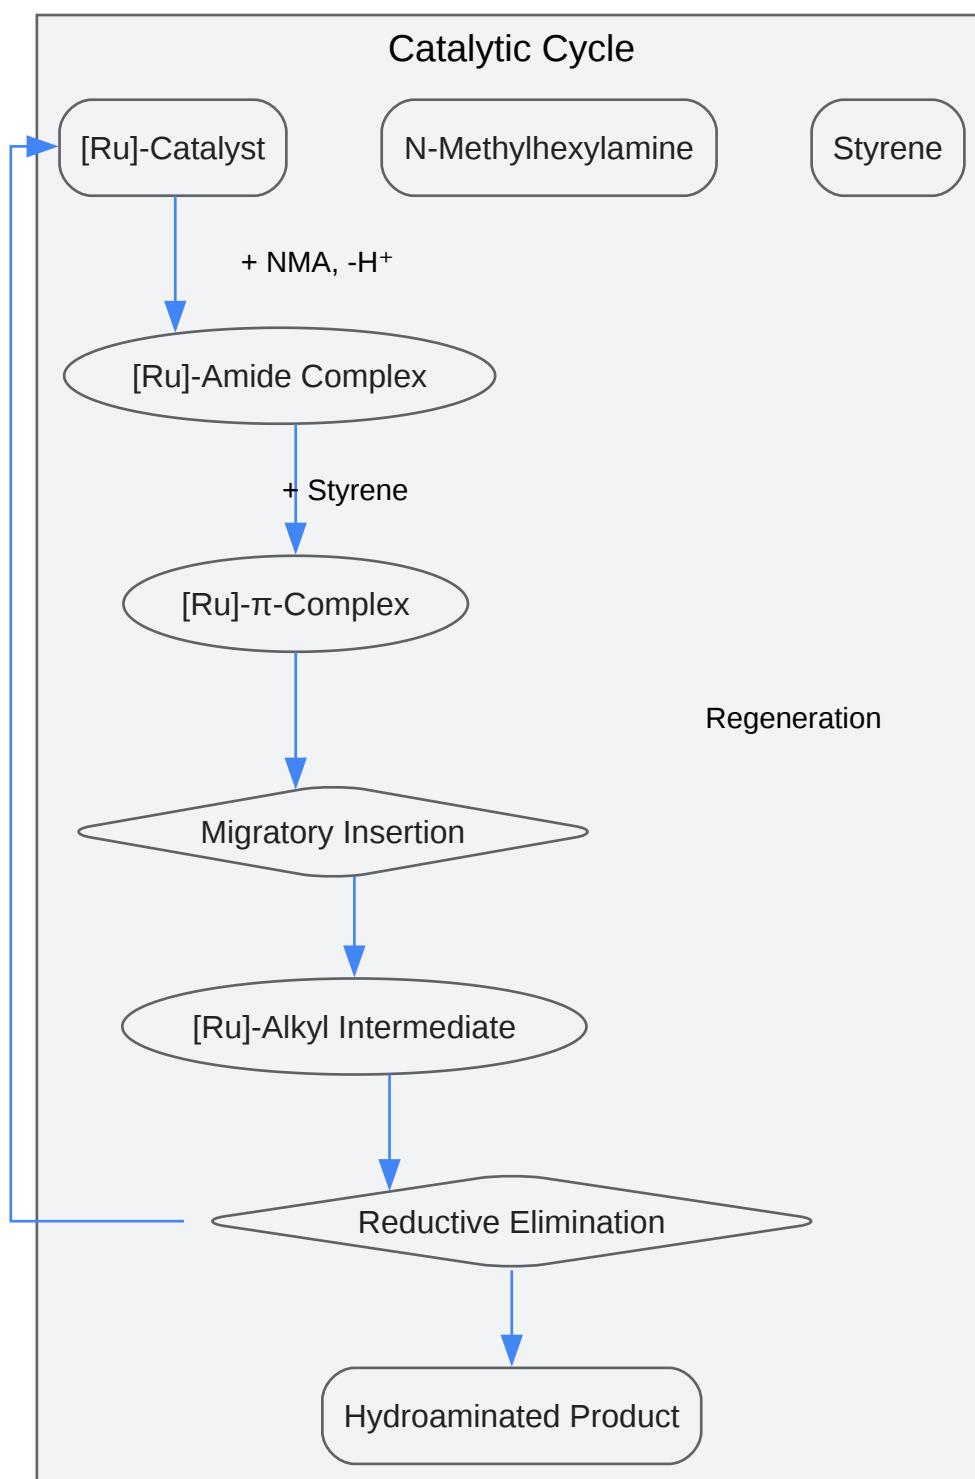 Catalytic Cycle
[Ru]-Catalyst
N-Methylhexylamine
Styrene
+ NMA, -H⁺
[Ru]-Amide Complex
+ Styrene
[Ru]-π-Complex
Regeneration
Migratory Insertion
[Ru]-Alkyl Intermediate
Reductive Elimination
Hydroaminated Product